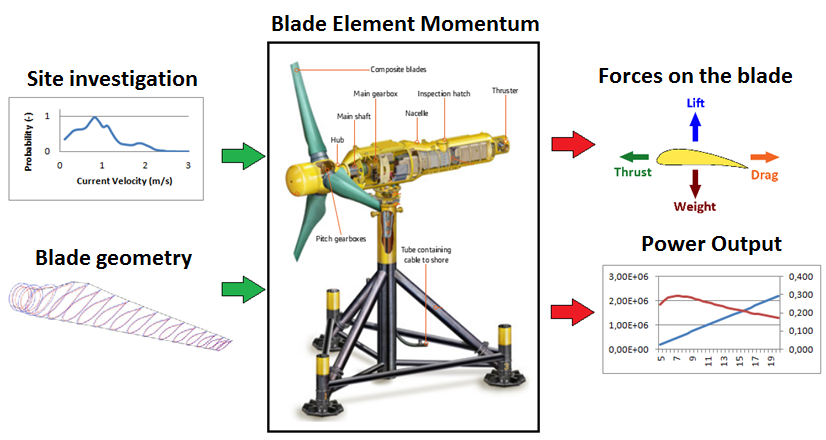 Blade Element Momentum
Site investigation
Probability (-)
1
0
0
1
2
3
Current Velocity (m/s)
Blade geometry
Composite blades
Main gearbox
Inspection hatch
Thruster
Main shaft
Nacelle
Hub
Pitch gearboxes
Tube containing
cable to shore
Forces on the blade
Lift
Thrust
Drag
Weight
Power Output
3,00E+06
2,00E+06
1,00E+06
0,00E+00
0,400
0,300
0,200
0,100
0,000
5
7
9
11
13
15
17
19